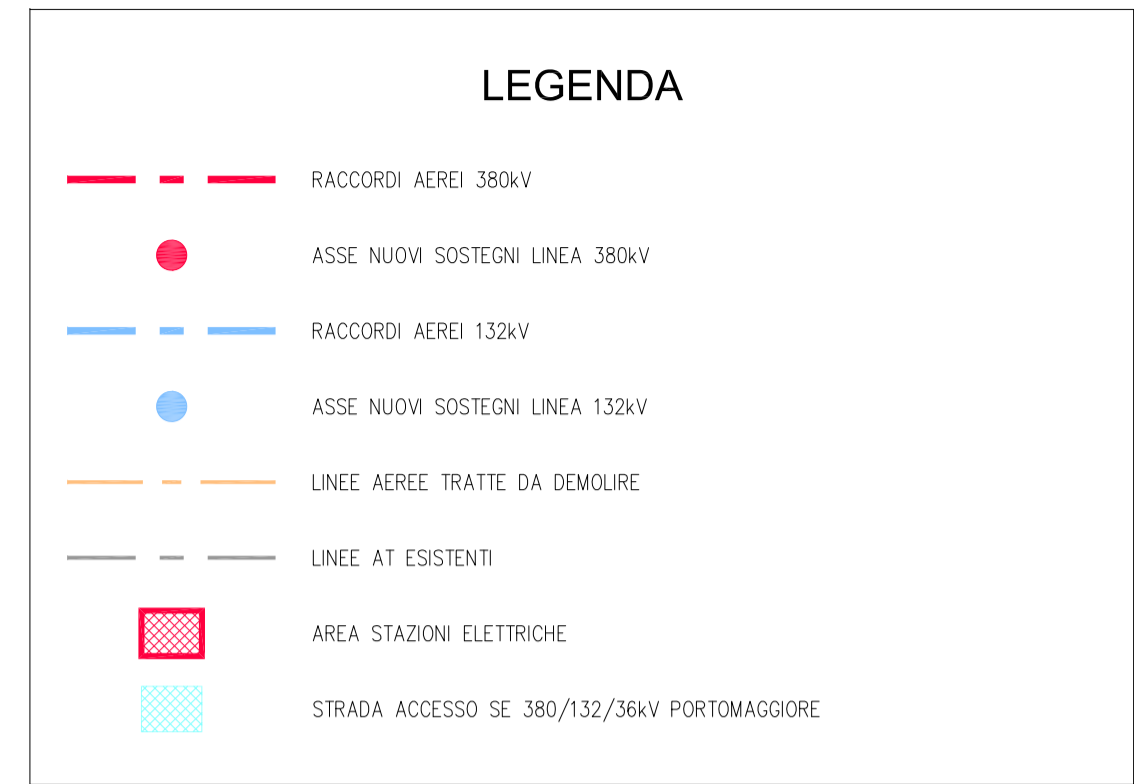 LEGENDA
RACCORDI AEREI 380kV
ASSE NUOVI SOSTEGNI LINEA 380kV
RACCORDI AEREI 132kV
ASSE NUOVI SOSTEGNI LINEA 132kV
LINEE AEREE TRATTE DA DEMOLIRE
LINEE AT ESISTENTI
AREA STAZIONI ELETTRICHE
STRADA ACCESSO SE 380/132/36kV PORTOMAGGIORE